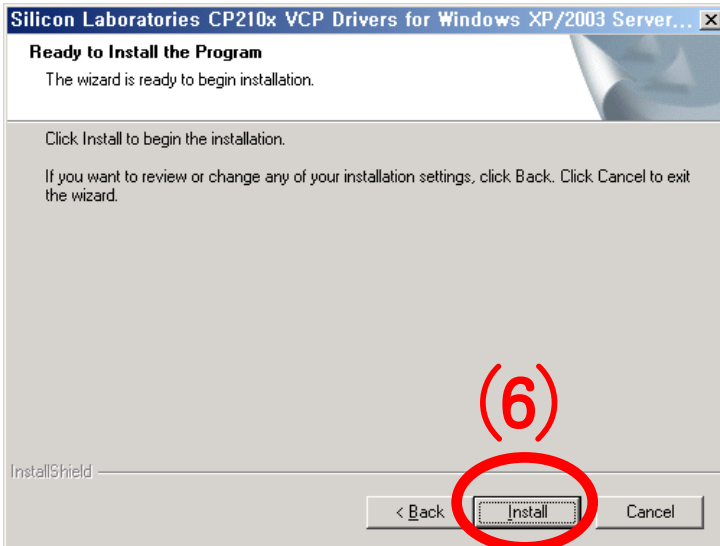 Silicon Laboratories CP210x VCP Drivers for Windows XP/2003 Server...
Ready to Install the Program
The wizard is ready to begin installation.
Click Install to begin the installation.
If you want to review or change any of your installation settings, click Back. Click Cancel to exit
the wizard.
(6)
InstallShield
< Back Install Cancel